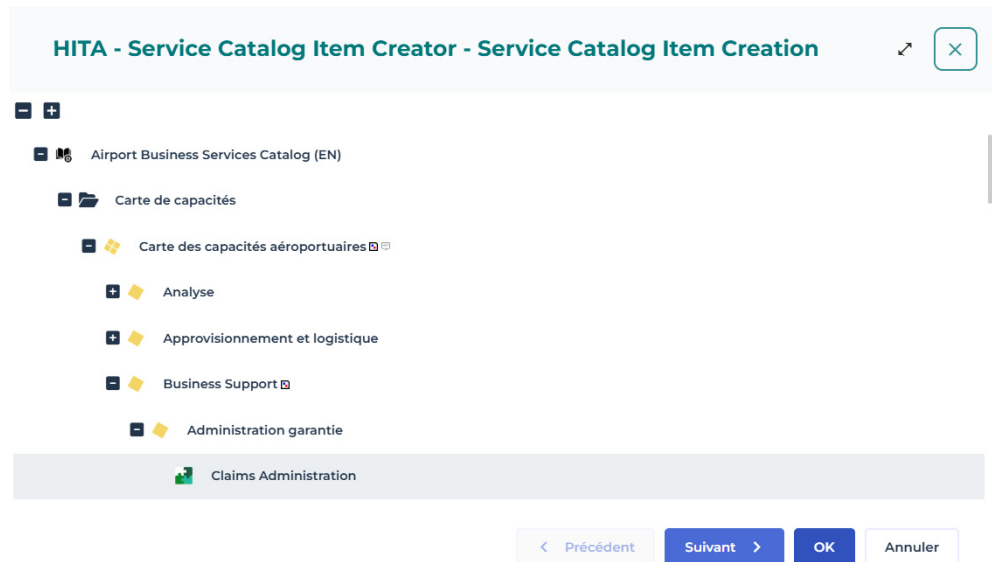 HITA - Service Catalog Item Creator - Service Catalog Item Creation
Airport Business Services Catalog (EN)
Carte de capacités
Carte des capacités aéroportuaires
Analyse
Approvisionnement et logistique
Business Support
Administration garantie
Claims Administration
Précédent Suivant OK Annuler